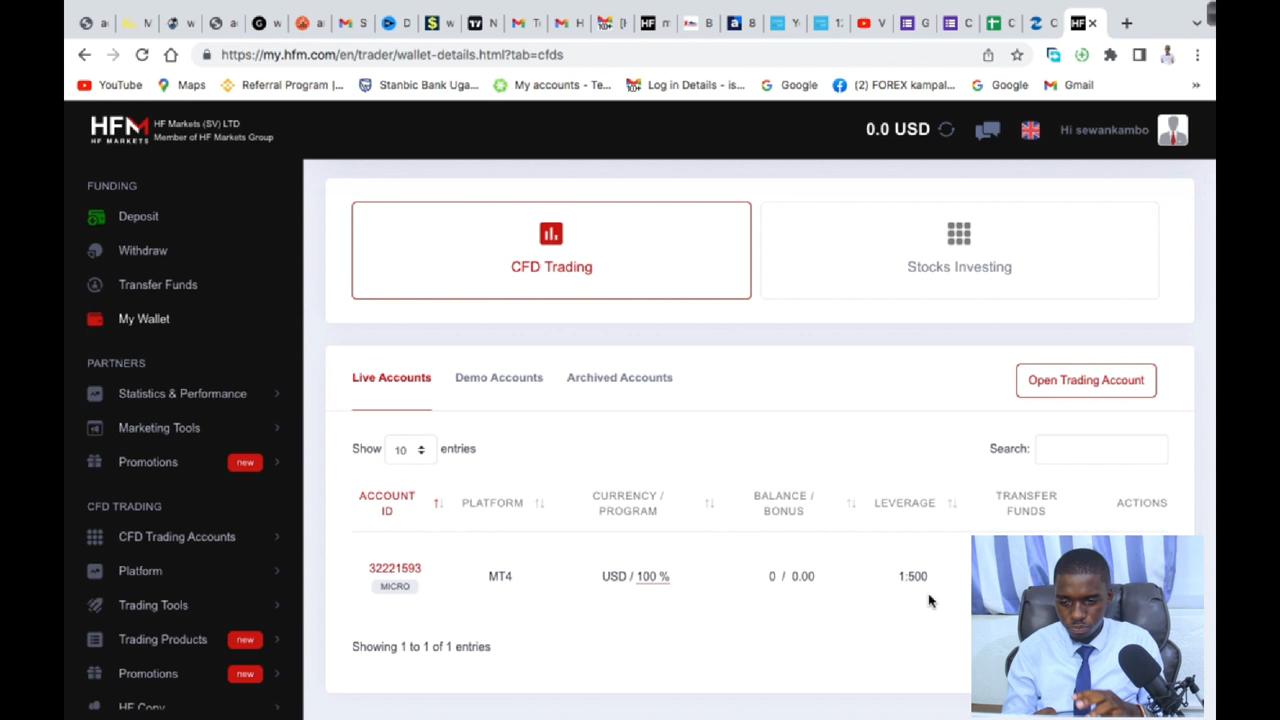 a
M
w
a
G w
a
M S
D
$ w
N
M T
M H
[
HF m
B
a 8
Y
1
V
G
C
C
C
HF
https://my.hfm.com/en/trader/wallet-details.html?tab=cfds
YouTube
Maps
Referral Program |...
Stanbic Bank Uga...
My accounts - Te...
Log in Details - is...
Google
(2) FOREX kampal...
Google
Gmail
»
HFM
HF MARKETS
HF Markets (SV) LTD
Member of HF Markets Group
0.0 USD
Hi sewankambo
FUNDING
Deposit
Withdraw
Transfer Funds
My Wallet
PARTNERS
Statistics & Performance
Marketing Tools
Promotions new
CFD TRADING
CFD Trading Accounts
Platform
Trading Tools
Trading Products new
Promotions new
HF Copy
CFD Trading
Stocks Investing
Live Accounts
Demo Accounts
Archived Accounts
Open Trading Account
Show 10 entries
Search:
ACCOUNT
ID
PLATFORM
CURRENCY /
PROGRAM
BALANCE /
BONUS
LEVERAGE
TRANSFER
FUNDS
ACTIONS
32221593
MICRO
MT4
USD / 100 %
0 / 0.00
1:500
Showing 1 to 1 of 1 entries